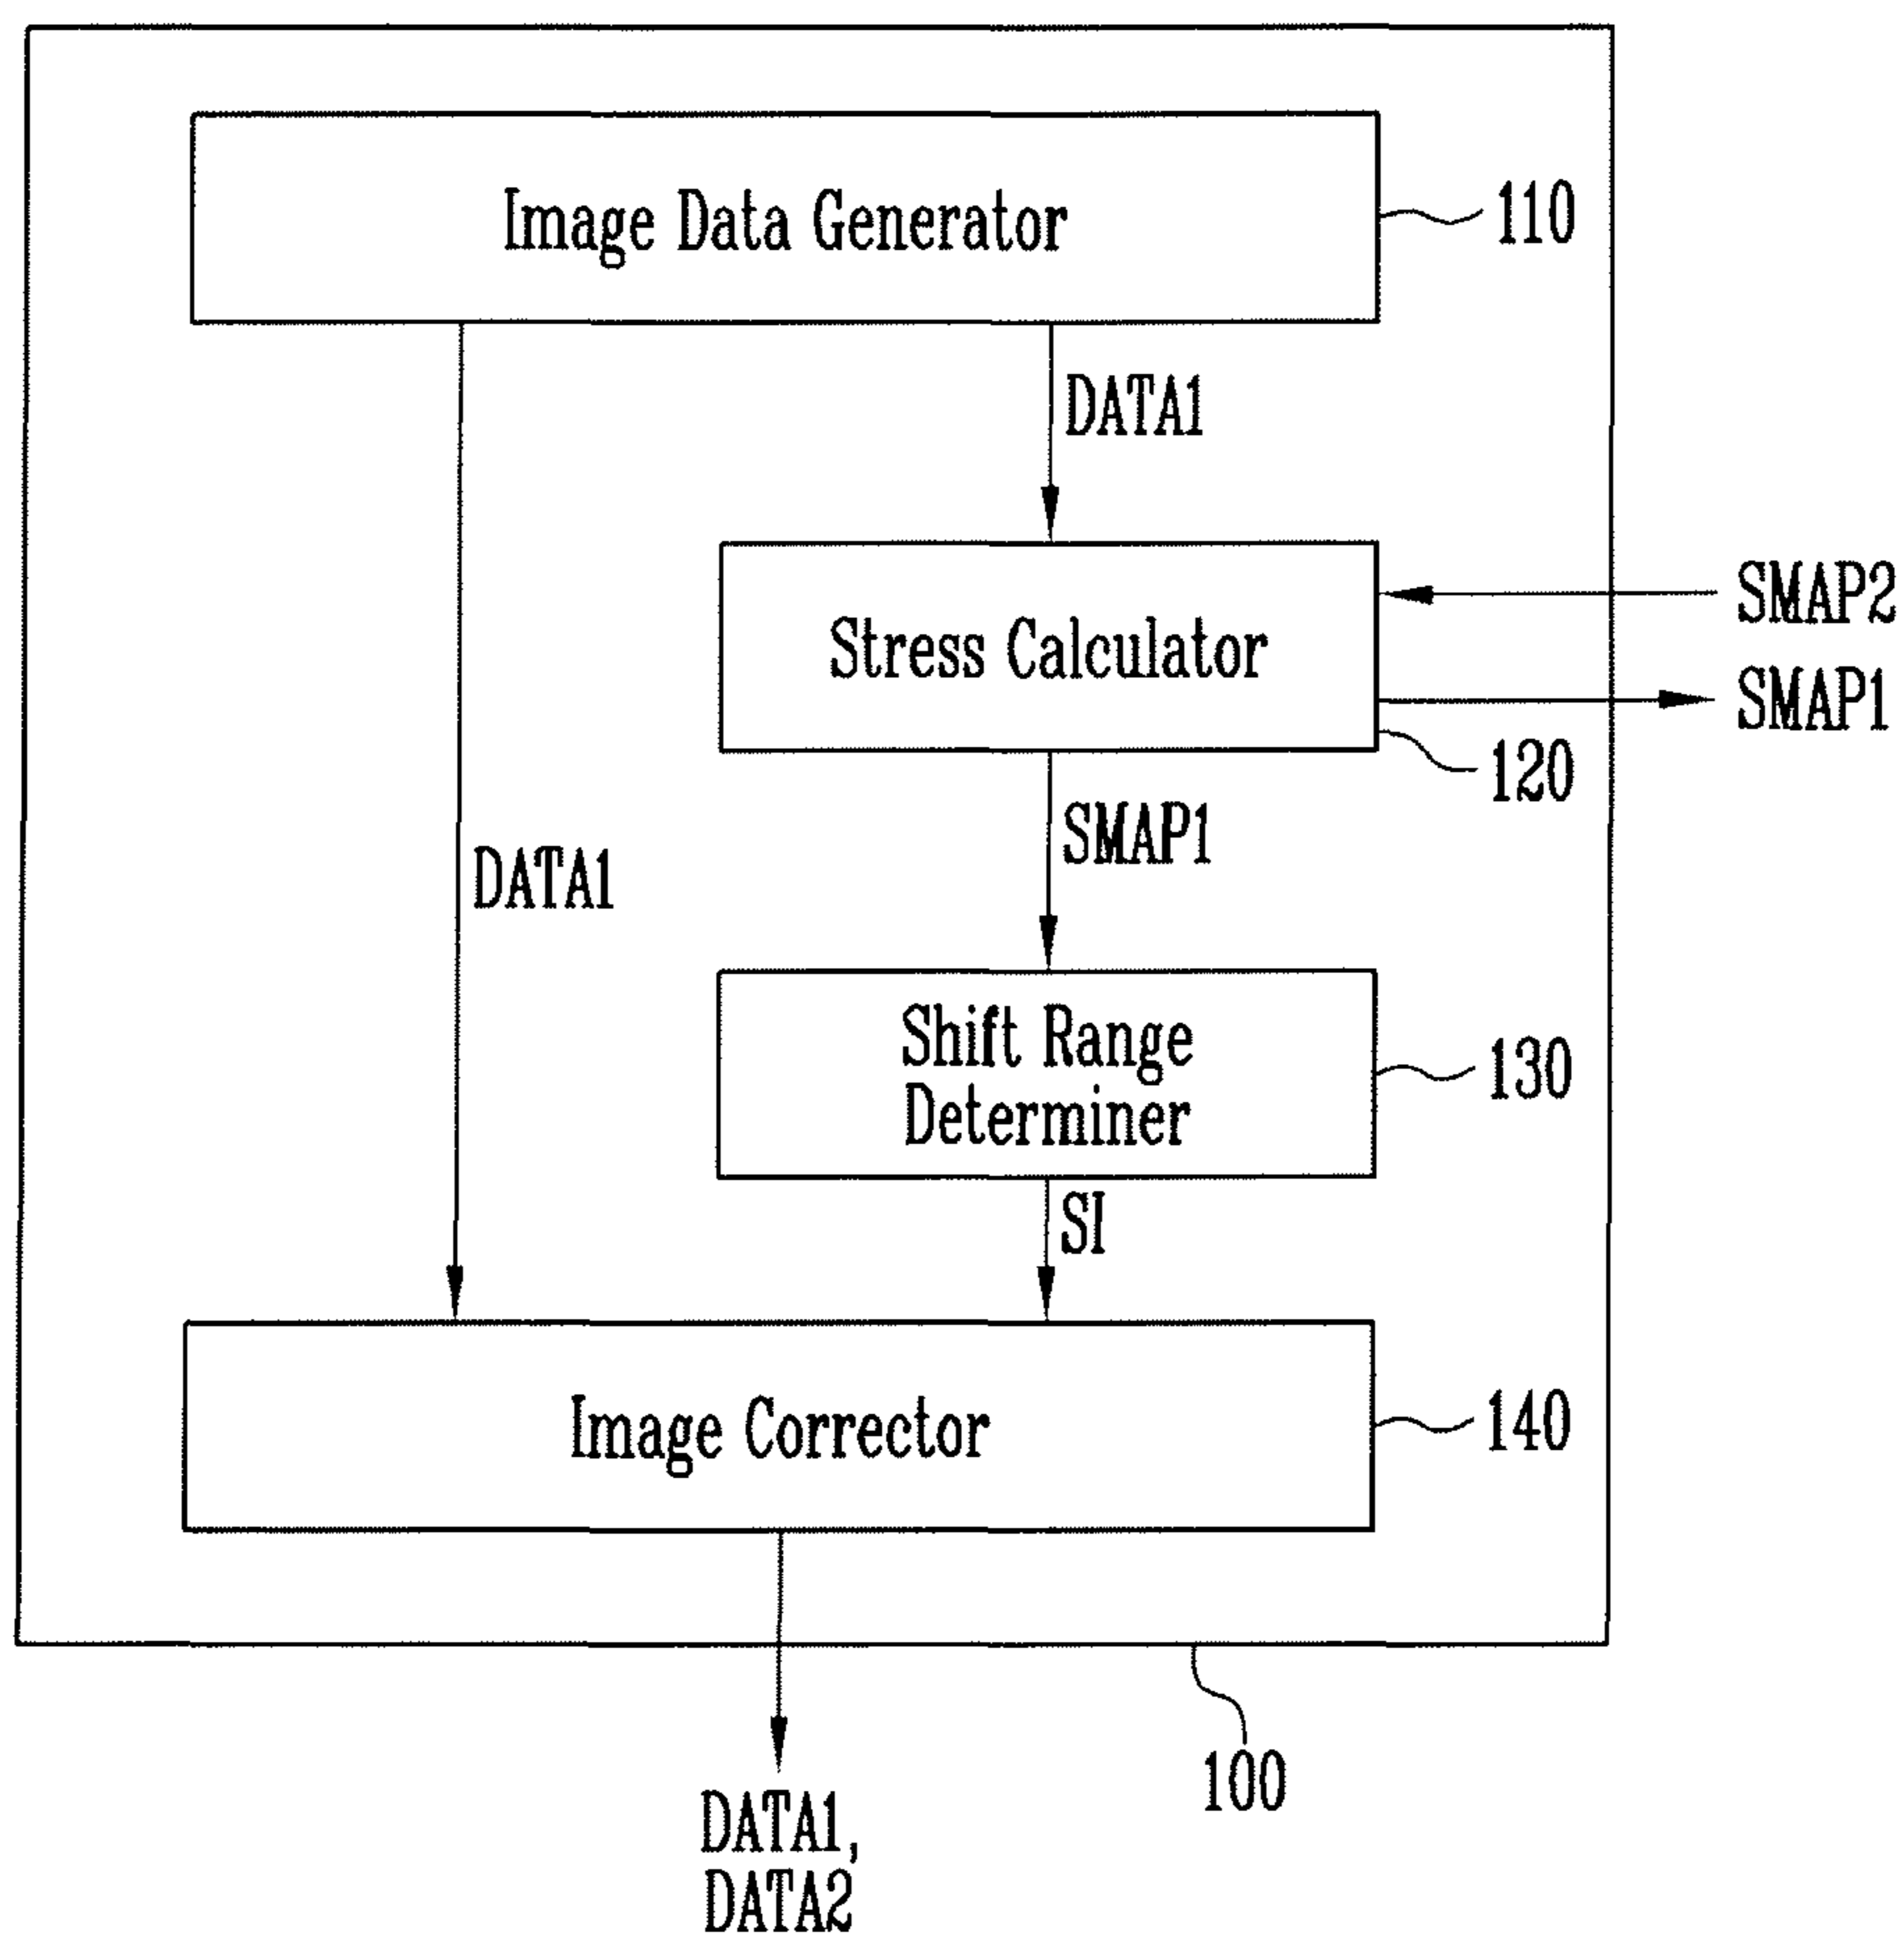 Image Data Generator
110
DATA1
SMAP2
Stress Calculator
SMAP1
120
SMAP1
DATA1
Shift Range
Determiner
130
SI
Image Corrector
140
100
DATA1,
DATA2